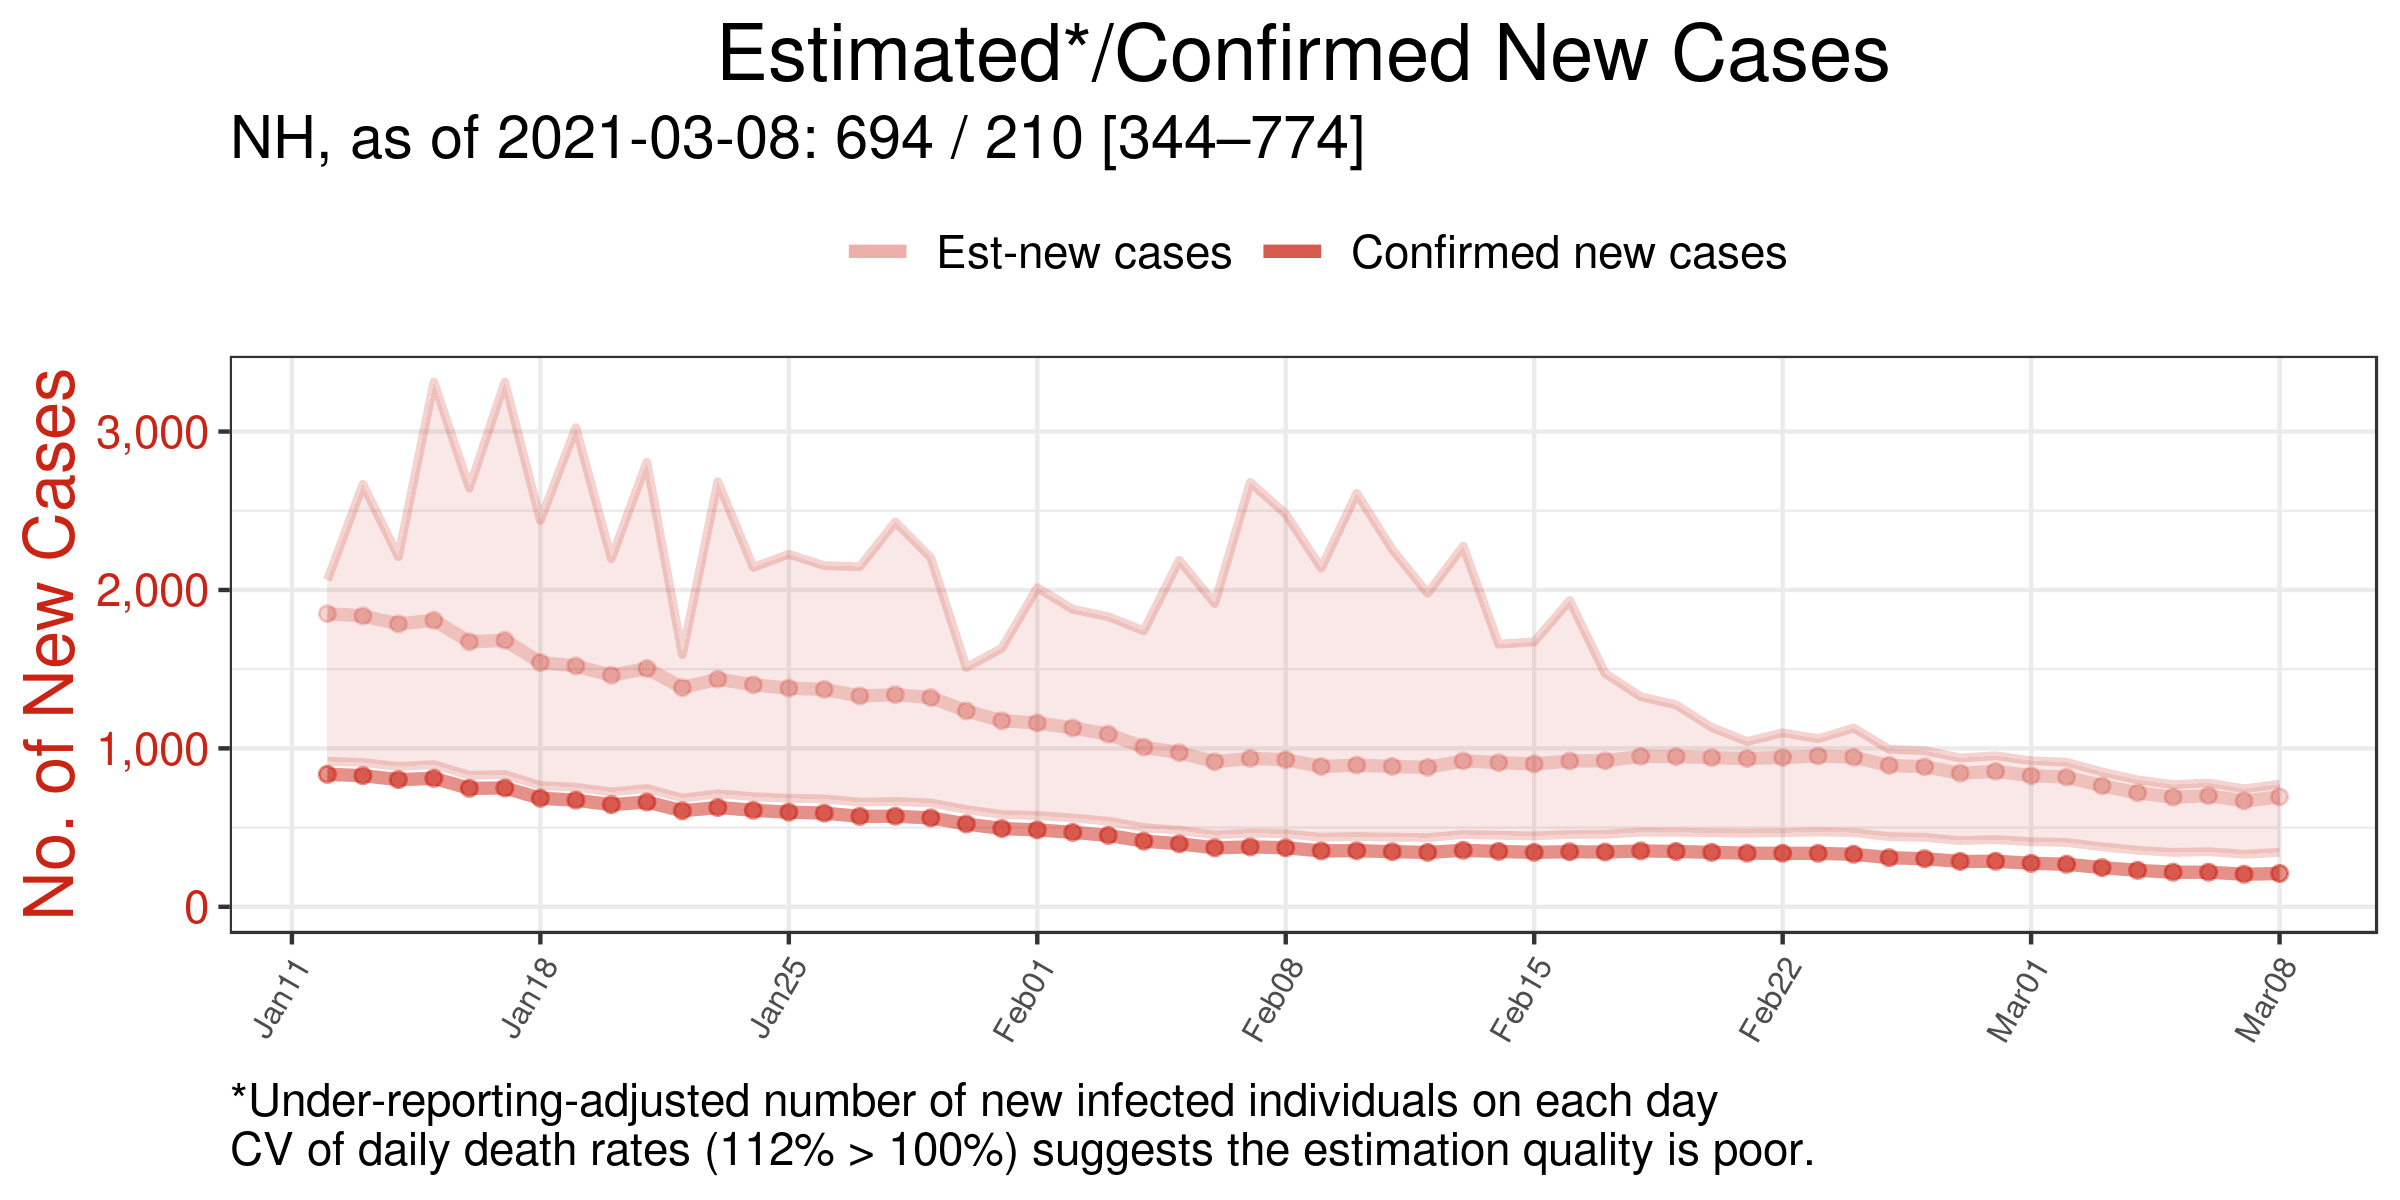 Estimated*/Confirmed New Cases
NH, as of 2021-03-08: 694 / 210 [344–774]
Est-new cases Confirmed new cases
No. of New Cases
3,000
2,000
1,000
0
Jan11 Jan18 Jan25 Feb01 Feb08 Feb15 Feb22 Mar01 Mar08
*Under-reporting-adjusted number of new infected individuals on each day
CV of daily death rates (112% > 100%) suggests the estimation quality is poor.